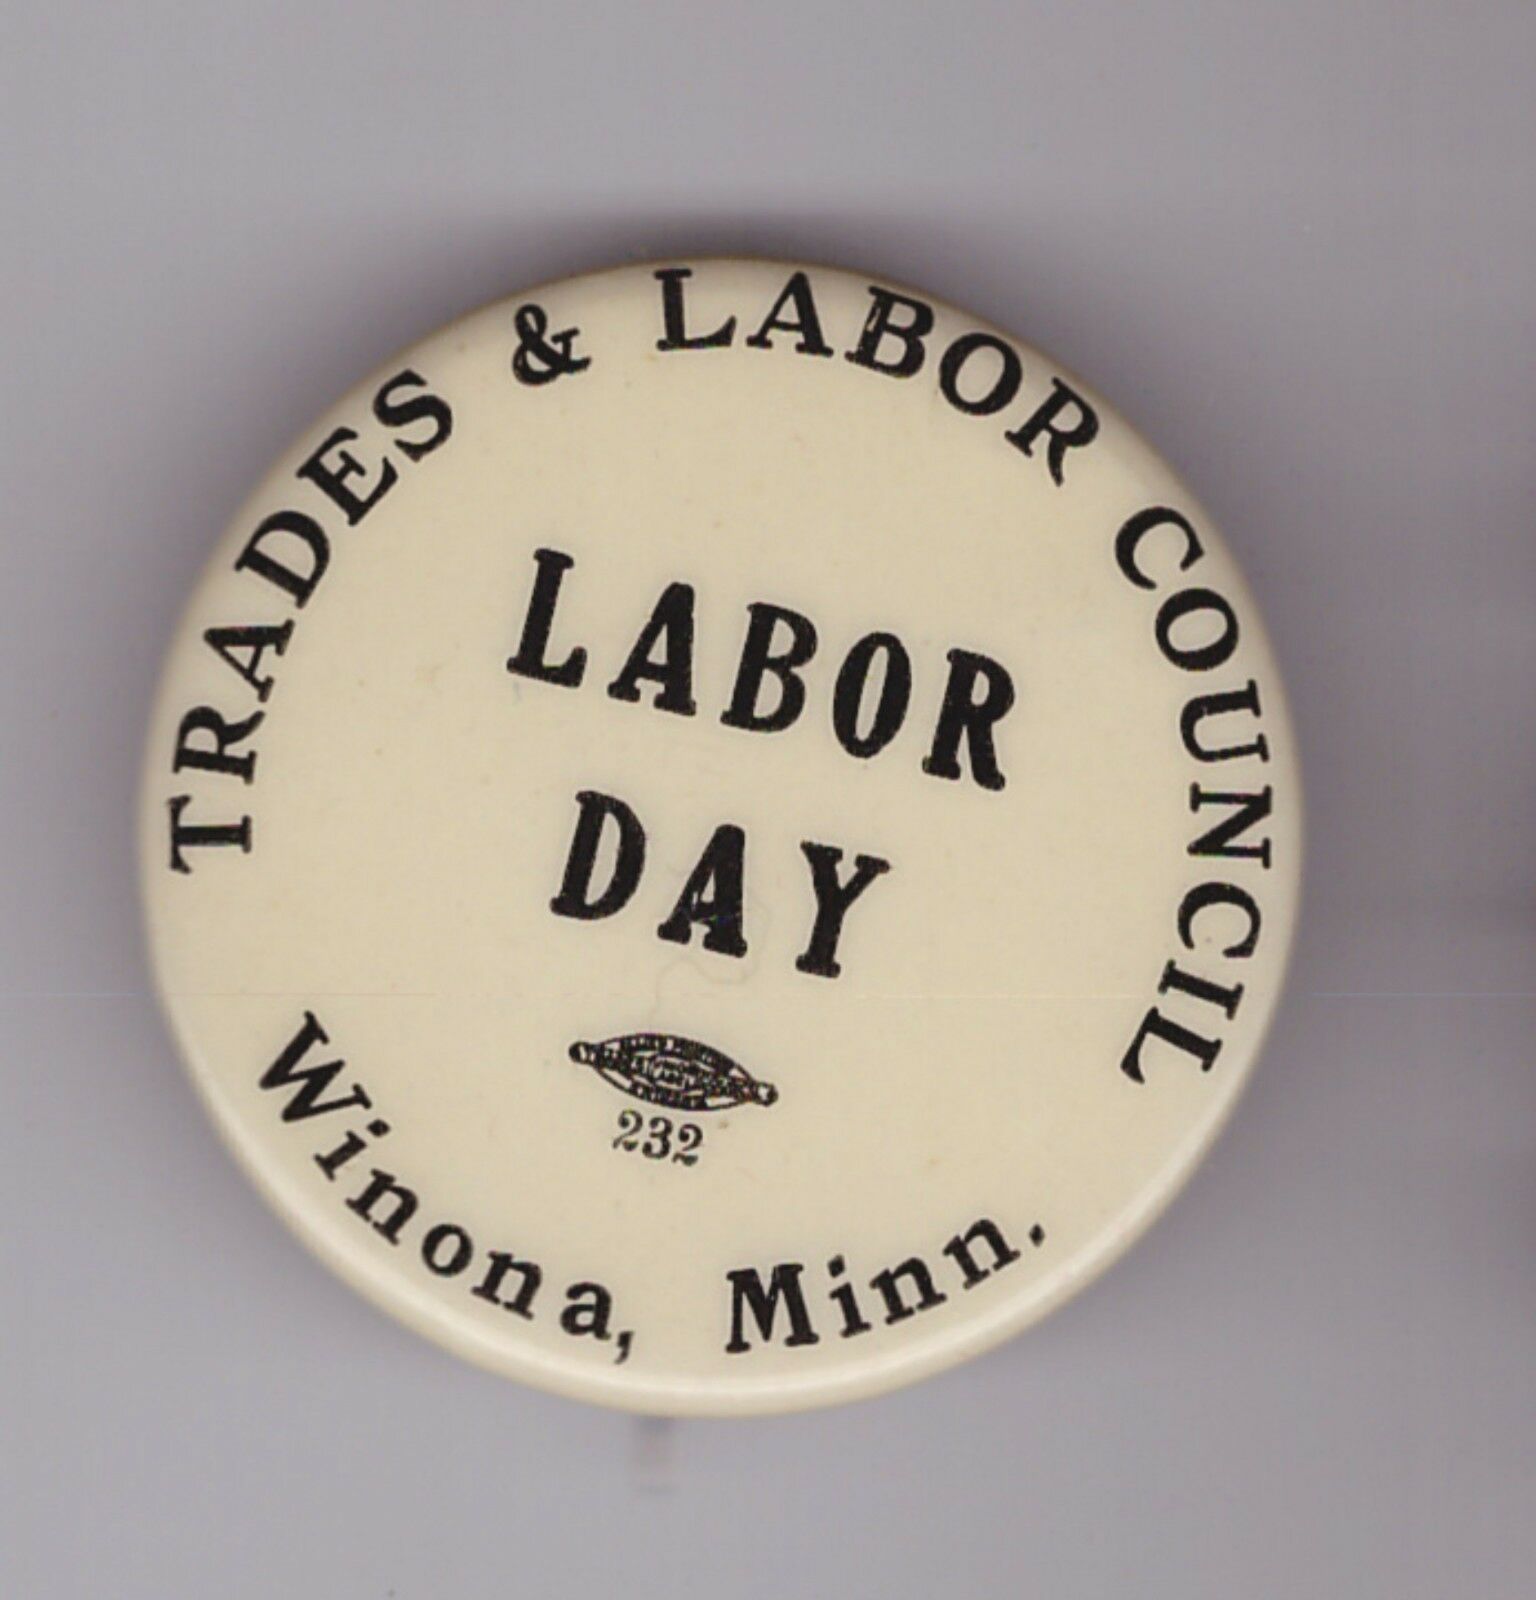 TRADES & LABOR COUNCIL
LABOR
DAY
232
Winona, Minn.